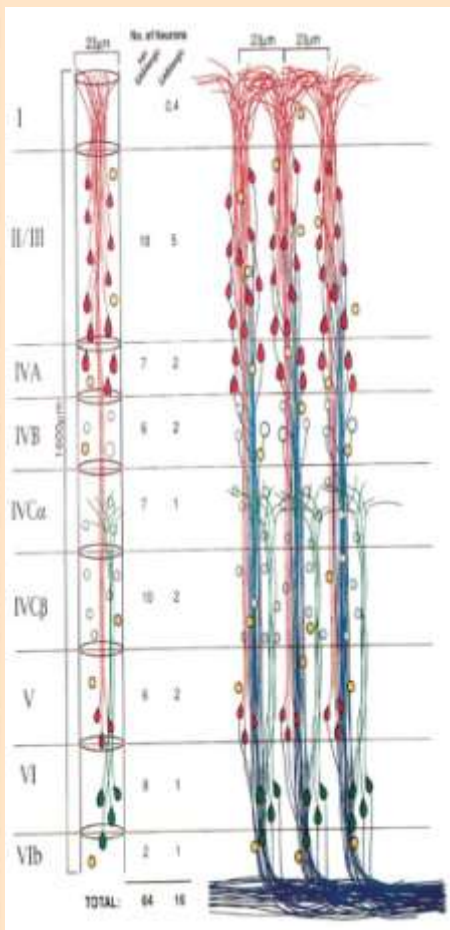 23μm
No. of Neurons
23μm 23μm
I 0.4
II/III 18 5
IVA 7 2
IVB 6 2
1600μm
IVCα 7 1
IVCβ 10 2
V 6 2
VI 8 1
VIb 2 1
TOTAL: 64 16